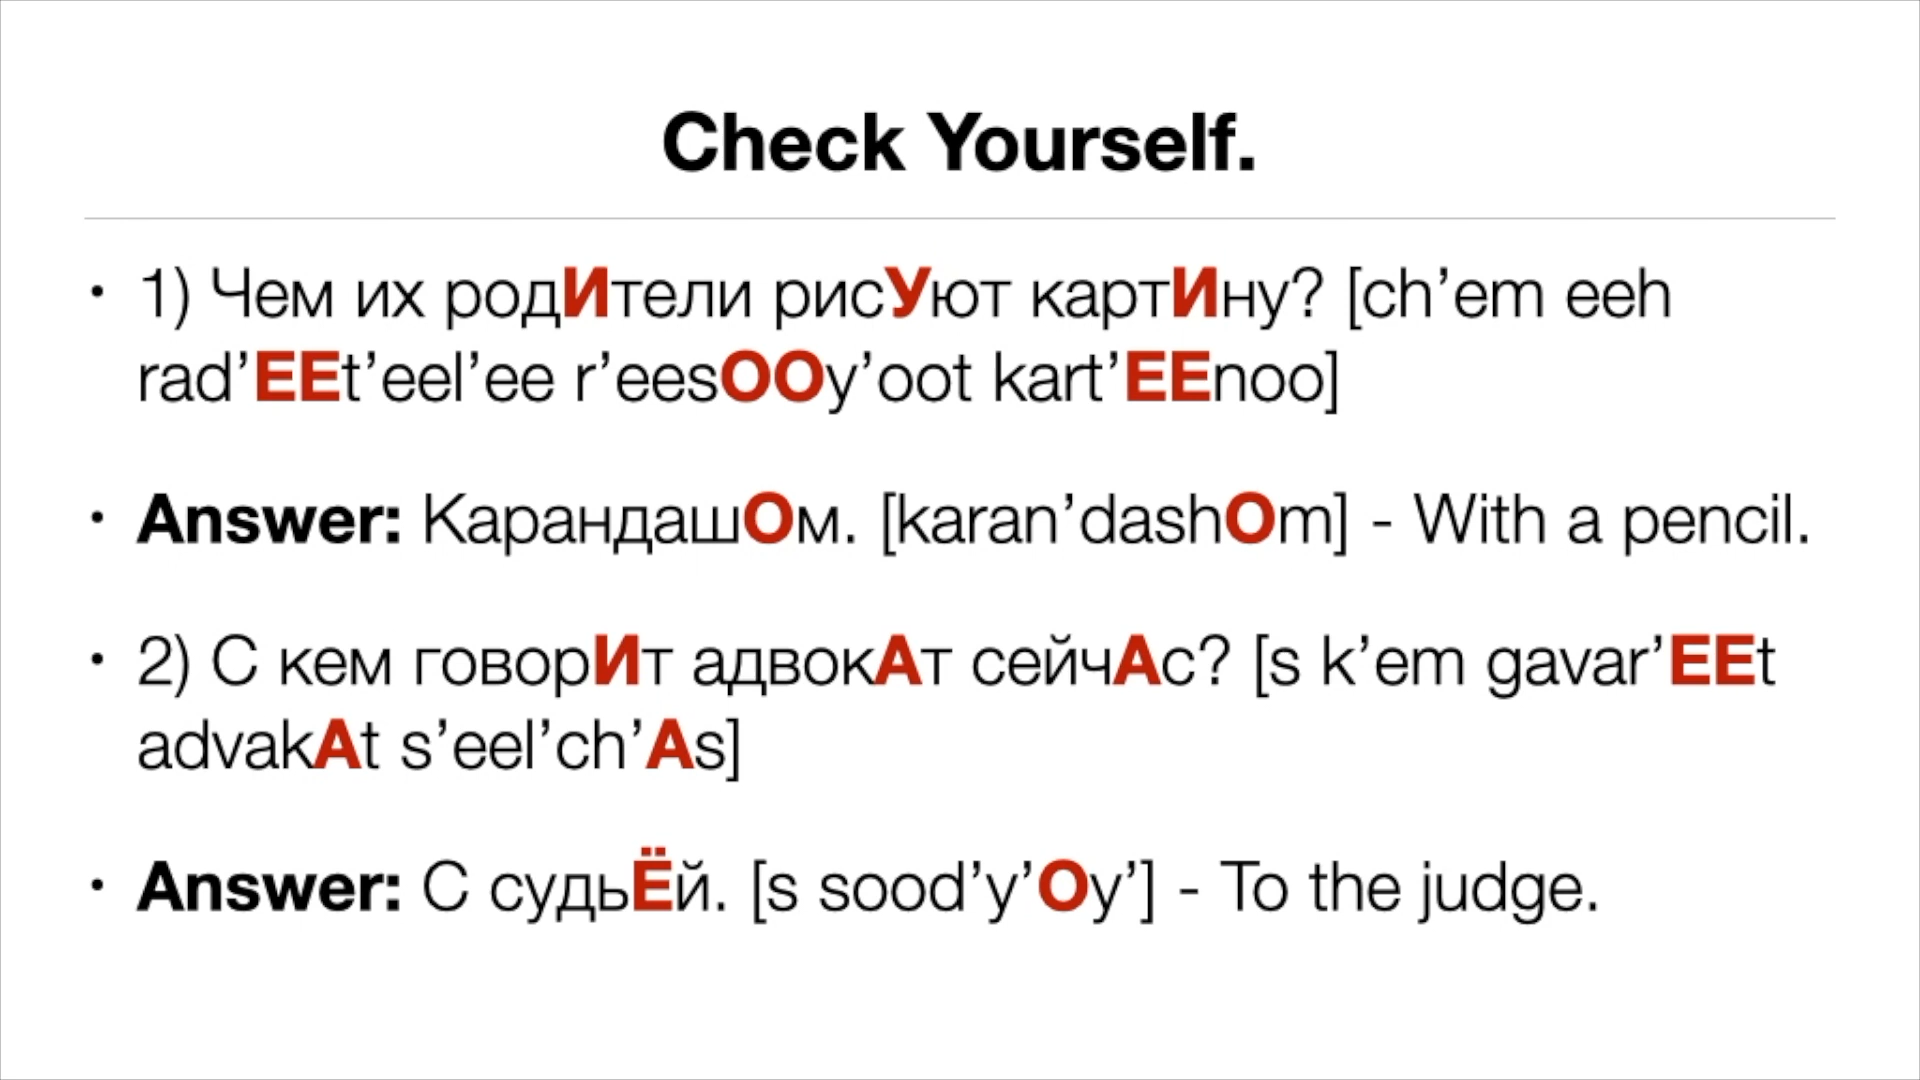 Check Yourself.
• 1) Чем их родИтели рисУют картИну? [ch’em eeh
rad’EEt’eel’ee r’eesOOy’oot kart’EEnoo]
• Answer: КарандашОм. [karan’dashOm] - With a pencil.
• 2) С кем говорИт адвокАт сейчАс? [s k’em gavar’EEt
advakAt s’eel’ch’As]
• Answer: С судьЁй. [s sood’y’Oy’] - To the judge.